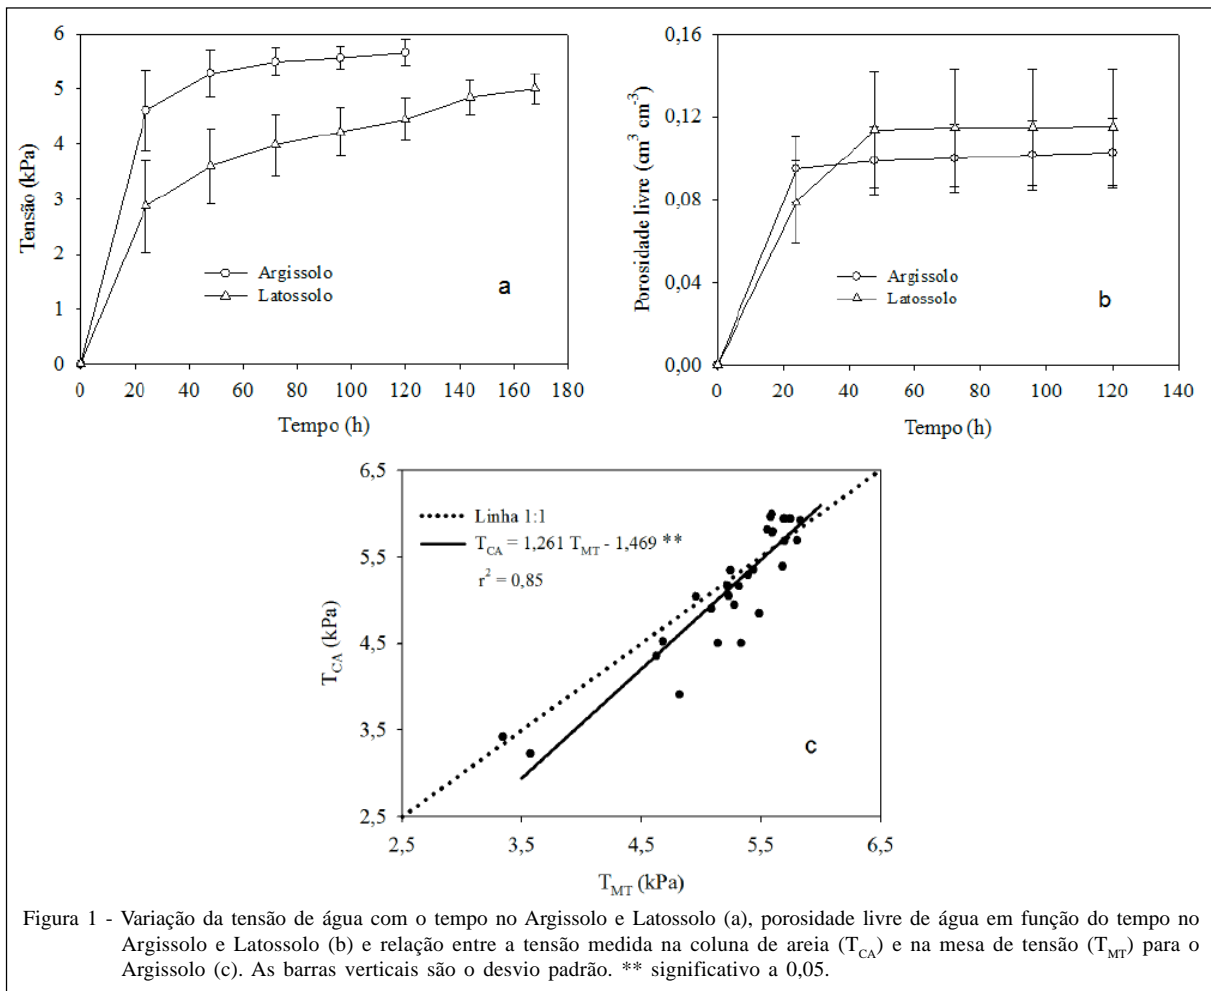 6
5
4
3
2
1
0
Tensão (kPa)
Argissolo
Latossolo
a
0 20 40 60 80 100 120 140 160 180
Tempo (h)
0,16
0,12
0,08
0,04
0,00
Porosidade livre (cm³ cm⁻³)
Argissolo
Latossolo
b
0 20 40 60 80 100 120 140
Tempo (h)
6,5
5,5
4,5
3,5
2,5
T_CA (kPa)
Linha 1:1
T_CA = 1,261 T_MT - 1,469 **
r² = 0,85
c
2,5 3,5 4,5 5,5 6,5
T_MT (kPa)
Figura 1 - Variação da tensão de água com o tempo no Argissolo e Latossolo (a), porosidade livre de água em função do tempo no
Argissolo e Latossolo (b) e relação entre a tensão medida na coluna de areia (T_CA) e na mesa de tensão (T_MT) para o
Argissolo (c). As barras verticais são o desvio padrão. ** significativo a 0,05.